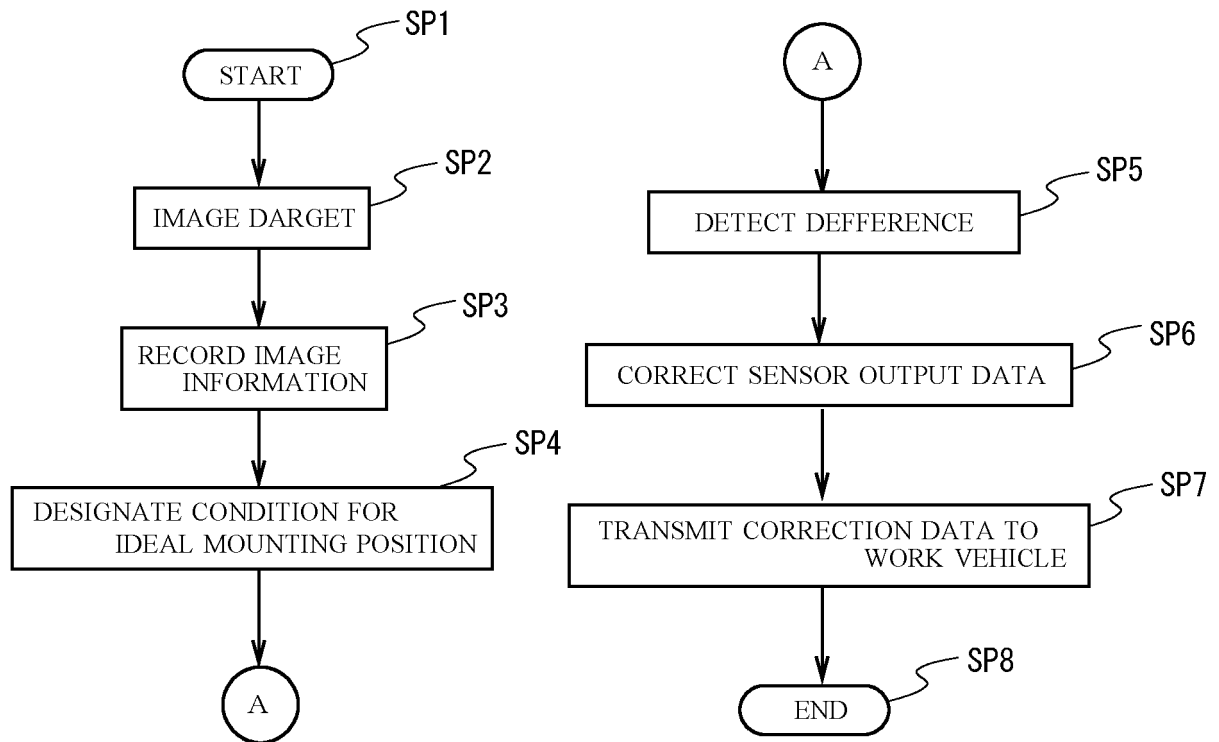 SP1
START
SP2
IMAGE DARGET
SP3
RECORD IMAGE
INFORMATION
SP4
DESIGNATE CONDITION FOR
IDEAL MOUNTING POSITION
A
A
SP5
DETECT DEFFERENCE
SP6
CORRECT SENSOR OUTPUT DATA
SP7
TRANSMIT CORRECTION DATA TO
WORK VEHICLE
SP8
END